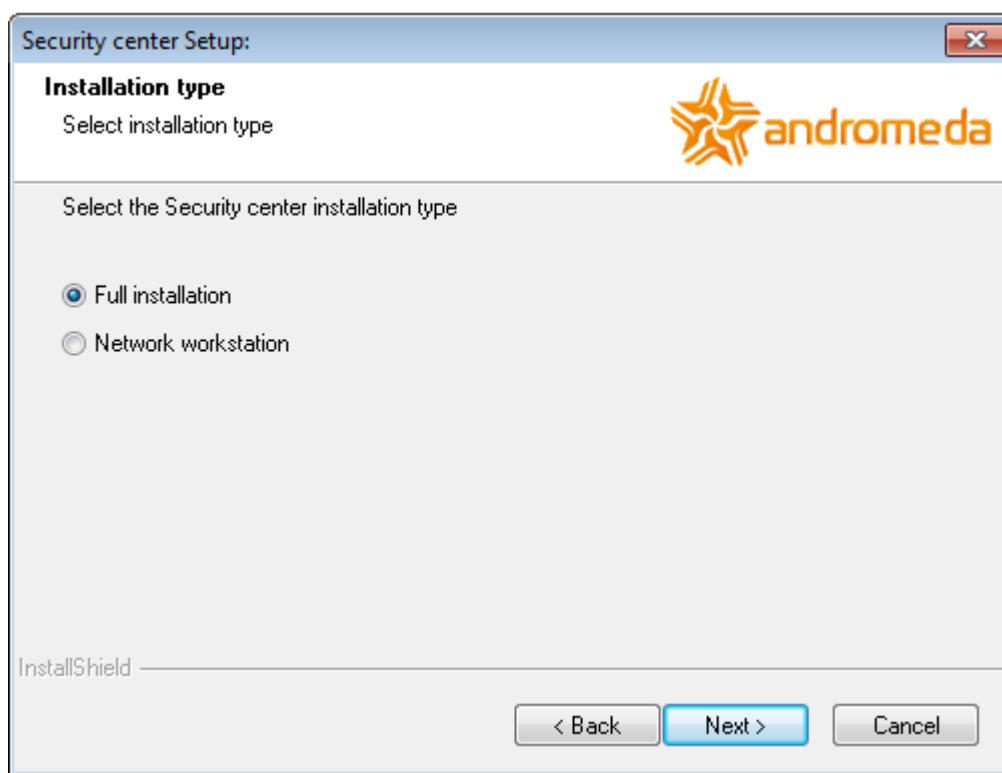 Security center Setup:
Installation type
Select installation type
andromeda
Select the Security center installation type
Full installation
Network workstation
InstallShield
< Back
Next >
Cancel